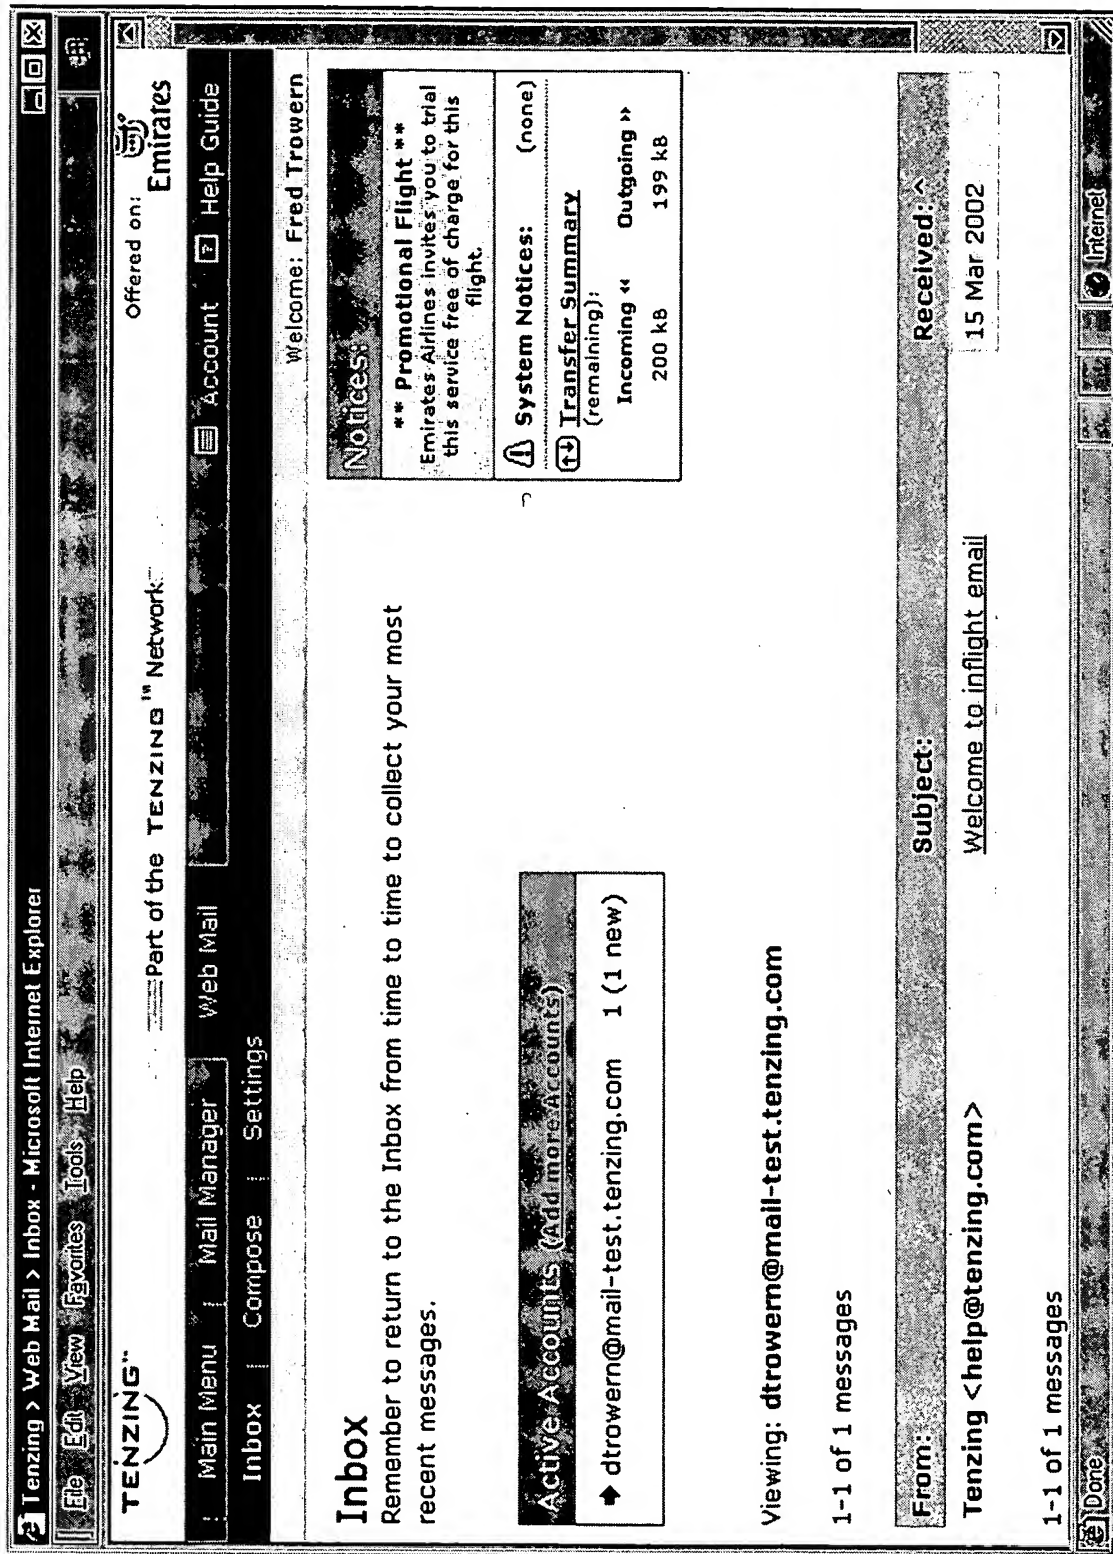 Tenzing > Web Mail > Inbox - Microsoft Internet Explorer
File Edit View Favorites Tools Help
TENZING™ Part of the TENZING™ Network Offered on: Emirates
Main Menu | Mail Manager Web Mail Account Help Guide
Inbox | Compose | Settings
Welcome: Fred Trowern
Inbox
Remember to return to the Inbox from time to time to collect your most
recent messages.
Notices:
** Promotional Flight **
Emirates Airlines invites you to trial
this service free of charge for this
flight.
System Notices: (none)
Transfer Summary
(remaining):
Incoming << Outgoing >>
200 kB 199 kB
Active Accounts (Add more Accounts)
dtrowern@mail-test.tenzing.com 1 (1 new)
Viewing: dtrowern@mail-test.tenzing.com
1-1 of 1 messages
From: Subject: Received: ^
Tenzing <help@tenzing.com> Welcome to inflight email 15 Mar 2002
1-1 of 1 messages
Done Internet